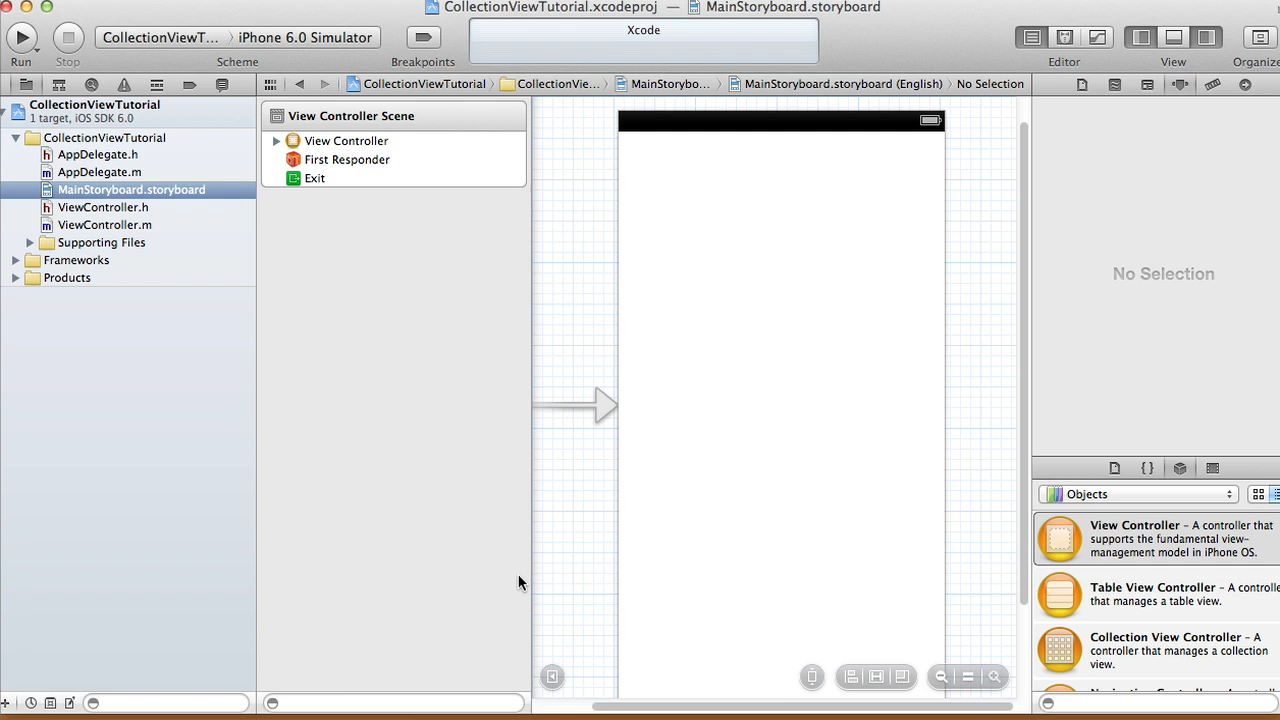 CollectionViewTutorial.xcodeproj — MainStoryboard.storyboard
CollectionViewT... iPhone 6.0 Simulator
Xcode
Run Stop Scheme Breakpoints Editor View Organize
CollectionViewTutorial CollectionVie... MainStorybo... MainStoryboard.storyboard (English) No Selection
CollectionViewTutorial
1 target, iOS SDK 6.0
CollectionViewTutorial
h AppDelegate.h
m AppDelegate.m
MainStoryboard.storyboard
h ViewController.h
m ViewController.m
Supporting Files
Frameworks
Products
View Controller Scene
View Controller
First Responder
Exit
No Selection
{ }
Objects
View Controller – A controller that
supports the fundamental view-
management model in iPhone OS.
Table View Controller – A controlle
that manages a table view.
Collection View Controller – A
controller that manages a collection
view.